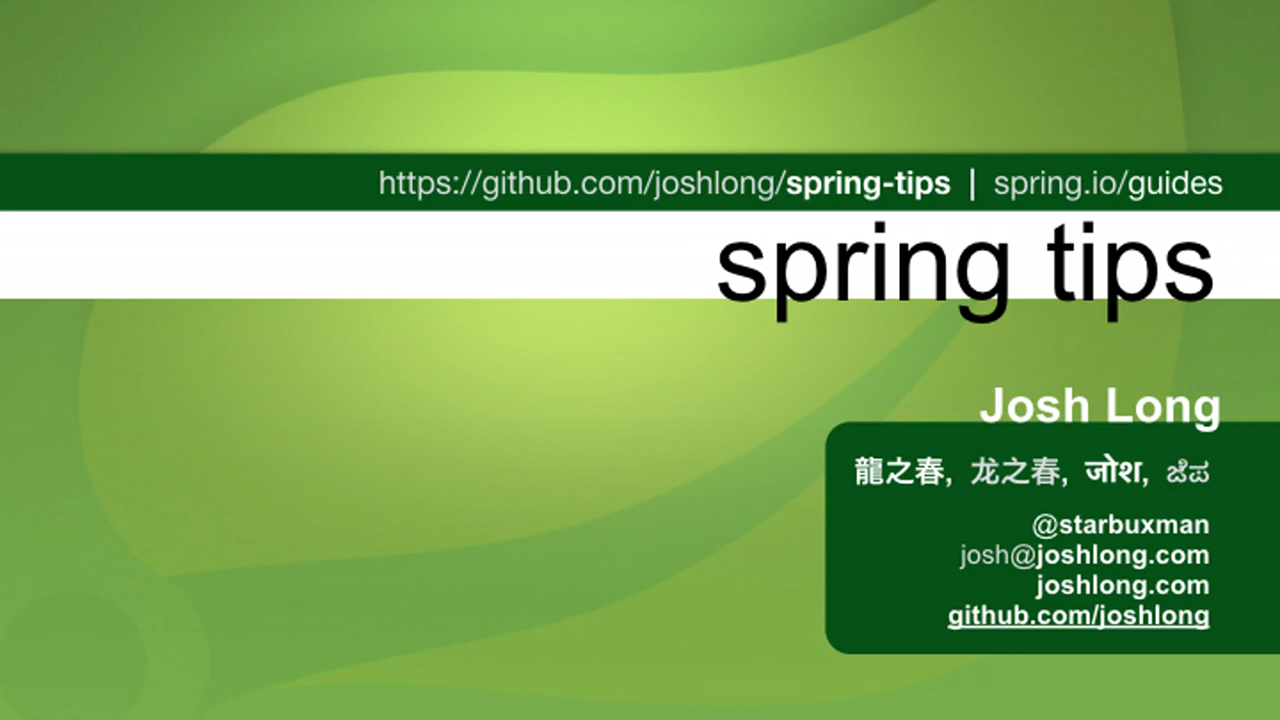 https://github.com/joshlong/spring-tips | spring.io/guides
spring tips
Josh Long
龍之春, 龙之春, जोश, ಜೆಪ
@starbuxman
josh@joshlong.com
joshlong.com
github.com/joshlong